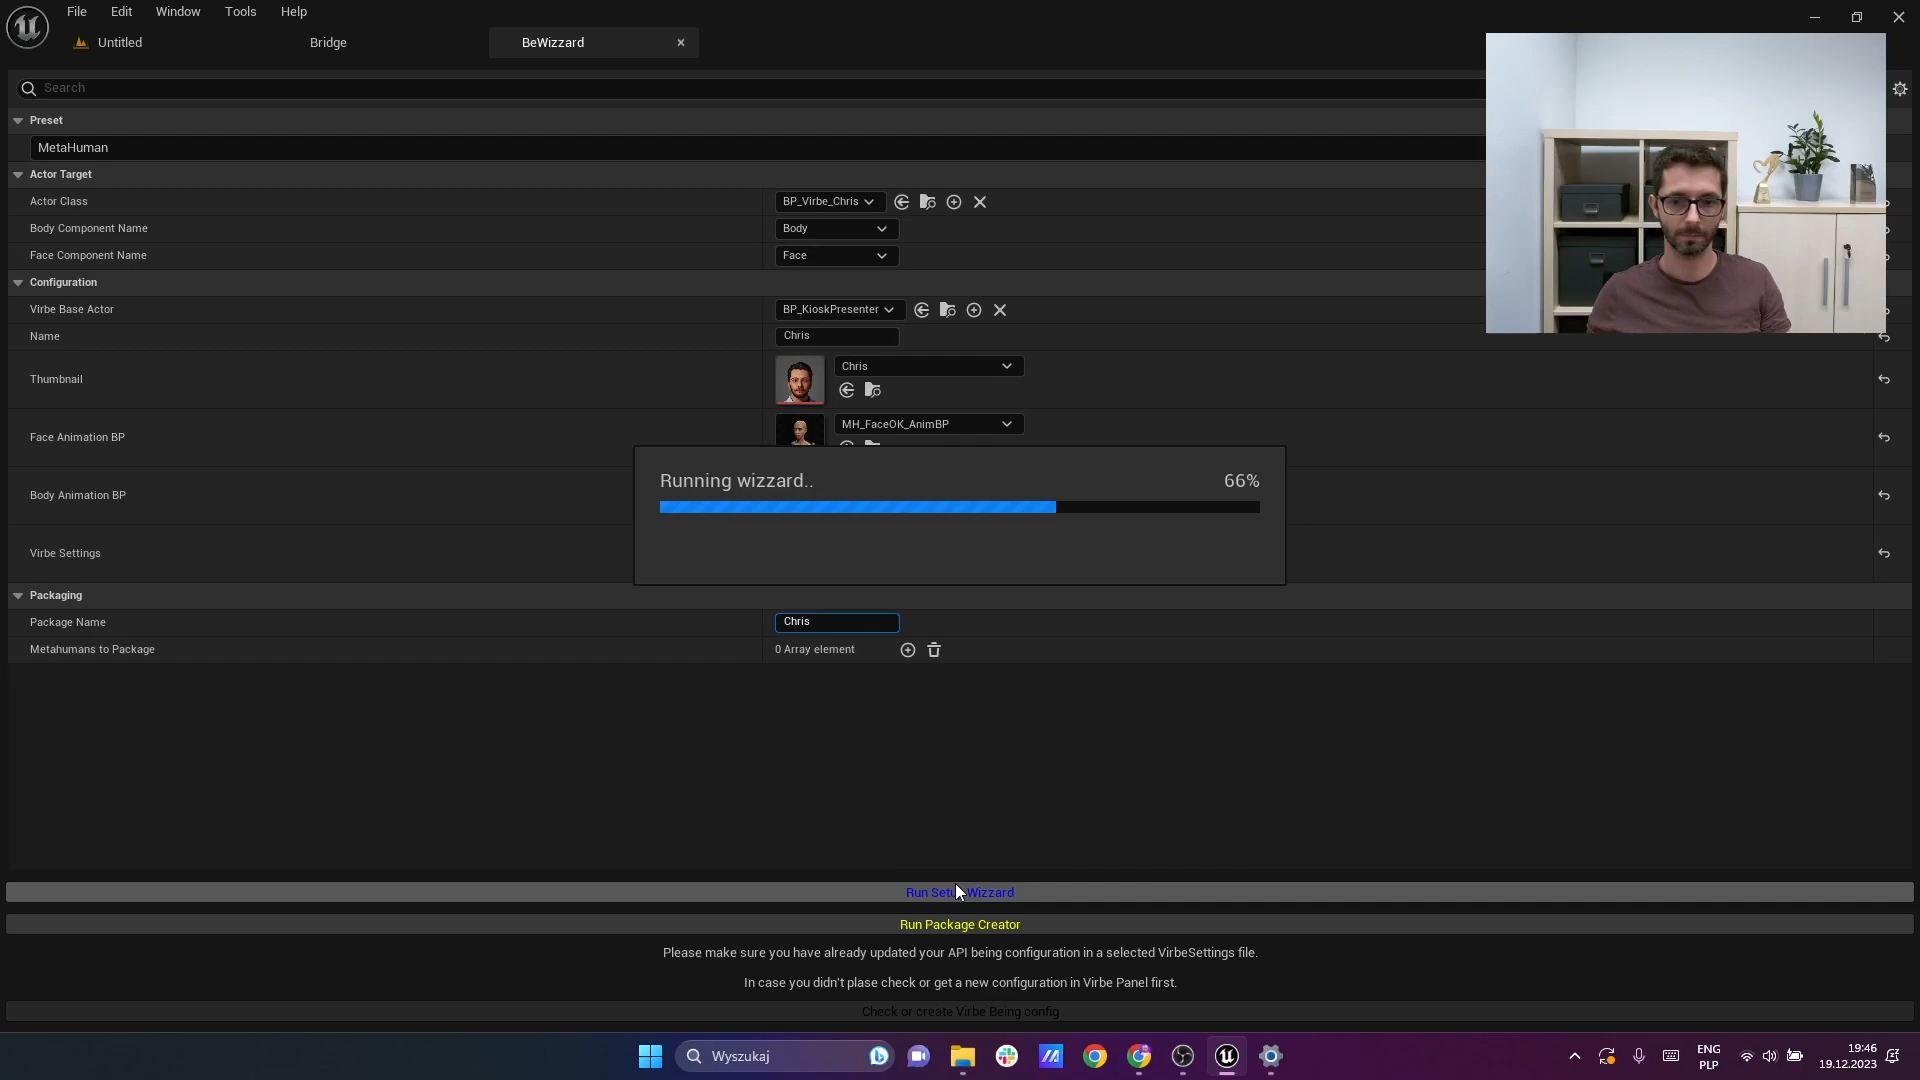 File Edit Window Tools Help
Untitled Bridge BeWizzard
Search
Preset
MetaHuman
Actor Target
Actor Class BP_Virbe_Chris
Body Component Name Body
Face Component Name Face
Configuration
Virbe Base Actor BP_KioskPresenter
Name Chris
Thumbnail Chris
Face Animation BP MH_FaceOK_AnimBP
Running wizzard.. 66%
Body Animation BP
Virbe Settings
Packaging
Package Name Chris
Metahumans to Package 0 Array element
Run Setup Wizzard
Run Package Creator
Please make sure you have already updated your API being configuration in a selected VirbeSettings file.
In case you didn't plase check or get a new configuration in Virbe Panel first.
Check or create Virbe Being config
Wyszukaj
ENG
PLP
19:46
19.12.2023